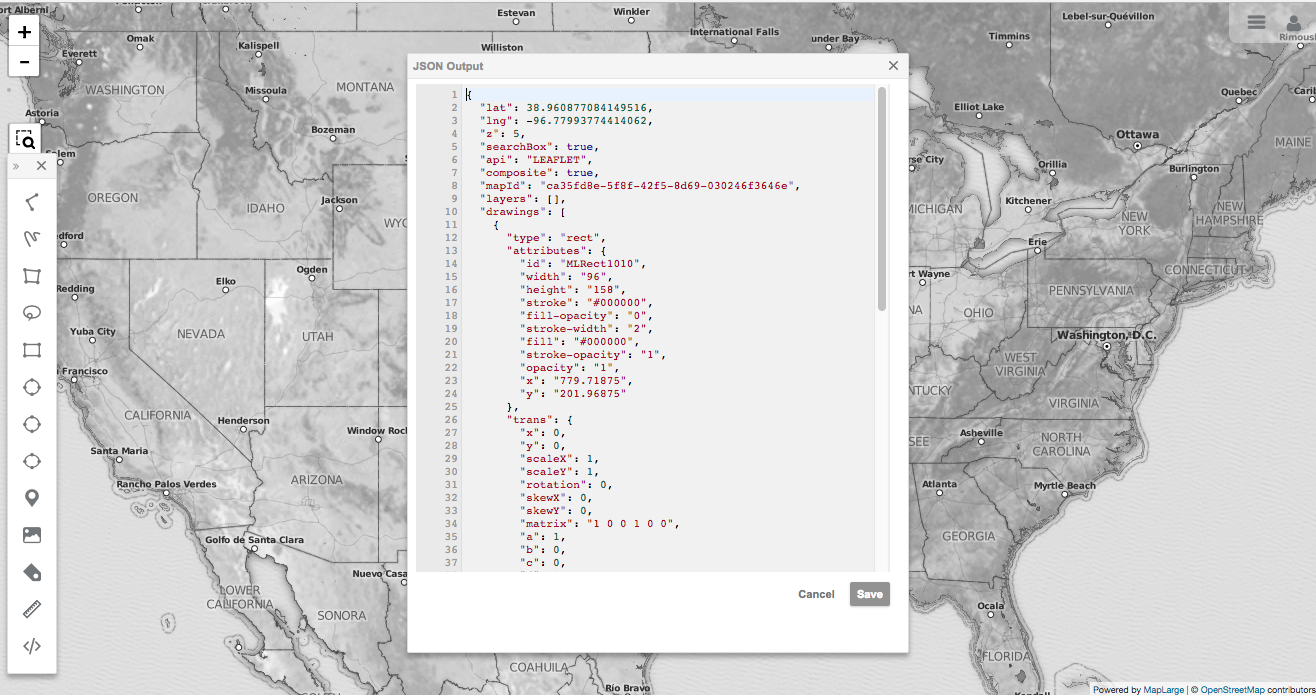 ort Alberni
Estevan
Winkler
Lebel-sur-Quévillon
+
Omak
Kalispell
International Falls
Timmins
Everett
Williston
under Bay
−
JSON Output
WASHINGTON
Missoula
MONTANA
Quebec
Astoria
Elliot Lake
Bozeman
Ottawa
MAINE
Salem
Orillia
Burlington
OREGON
IDAHO
Jackson
Kitchener
MICHIGAN
NEW
HAMPSHIRE
NEW
YORK
Erie
Ogden
Elko
CONNECTICUT
rt Wayne
Redding
PENNSYLVANIA
OHIO
Yuba City
NEVADA
UTAH
Washington, D.C.
WEST
VIRGINIA
Francisco
VIRGINIA
CALIFORNIA
Henderson
Window Rock
Asheville
NORTH
CAROLINA
Santa Maria
ARIZONA
Rancho Palos Verdes
Atlanta
Myrtle Beach
Golfo de Santa Clara
GEORGIA
Nuevo Casa
LOWER
CALIFORNIA
SONORA
Ocala
COAHUILA
FLORIDA
Río Bravo
1 {
2 "lat": 38.960877084149516,
3 "lng": -96.77993774414062,
4 "z": 5,
5 "searchBox": true,
6 "api": "LEAFLET",
7 "composite": true,
8 "mapId": "ca35fd8e-5f8f-42f5-8d69-030246f3646e",
9 "layers": [],
10 "drawings": [
11 {
12 "type": "rect",
13 "attributes": {
14 "id": "MLRect1010",
15 "width": "96",
16 "height": "158",
17 "stroke": "#000000",
18 "fill-opacity": "0",
19 "stroke-width": "2",
20 "fill": "#000000",
21 "stroke-opacity": "1",
22 "opacity": "1",
23 "x": "779.71875",
24 "y": "201.96875"
25 },
26 "trans": {
27 "x": 0,
28 "y": 0,
29 "scaleX": 1,
30 "scaleY": 1,
31 "rotation": 0,
32 "skewX": 0,
33 "skewY": 0,
34 "matrix": "1 0 0 1 0 0",
35 "a": 1,
36 "b": 0,
37 "c": 0,
Cancel
Save
Powered by MapLarge | © OpenStreetMap contributors